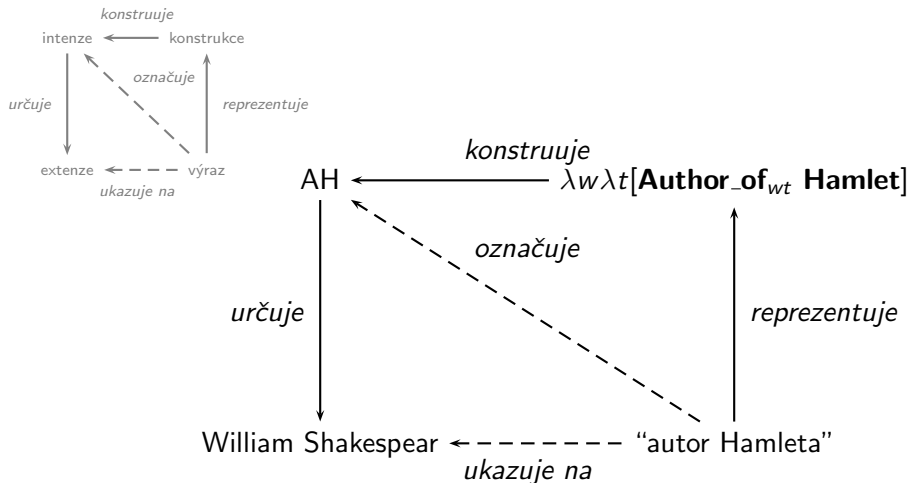 konstruuje
intenze konstrukce
označuje
určuje reprezentuje
extenze výraz
ukazuje na
konstruuje
AH λwλt[Author_of_wt Hamlet]
označuje
určuje reprezentuje
William Shakespear “autor Hamleta”
ukazuje na